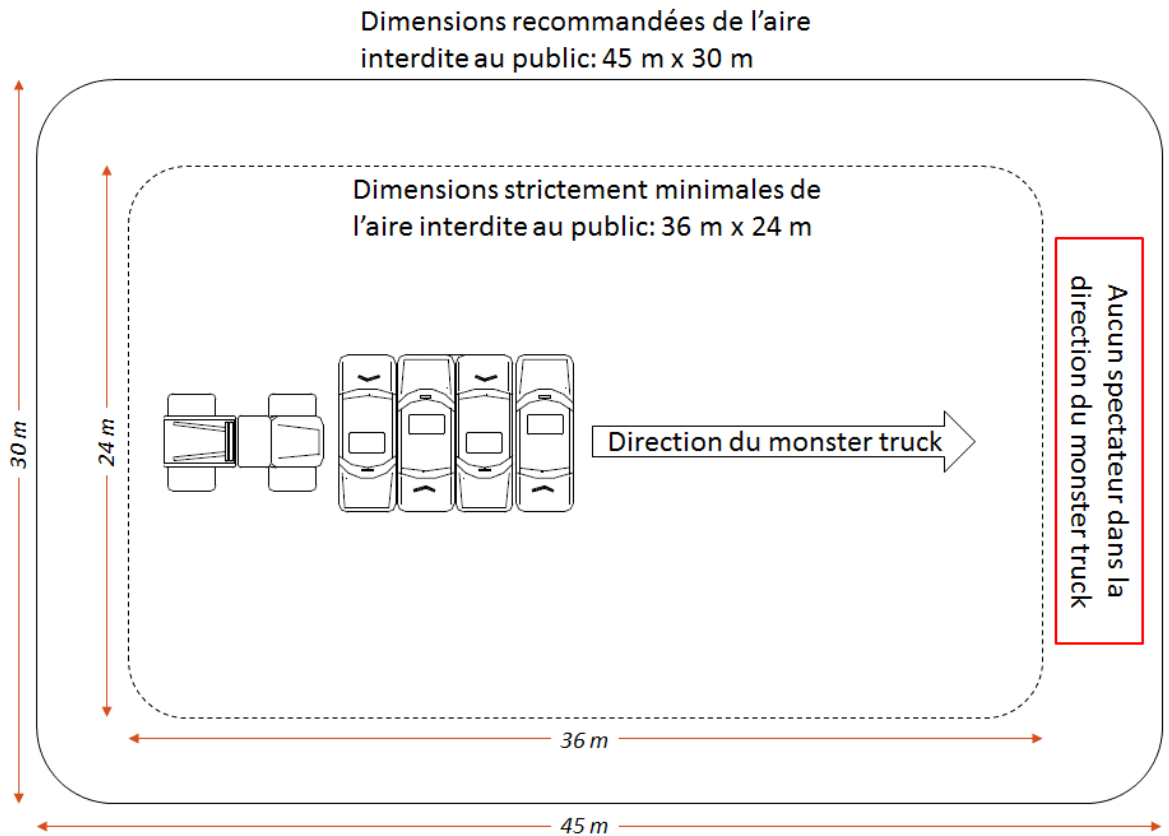 Dimensions recommandées de l'aire
interdite au public: 45 m x 30 m
Dimensions strictement minimales de
l'aire interdite au public: 36 m x 24 m
30 m
24 m
Direction du monster truck
Aucun spectateur dans la
direction du monster truck
36 m
45 m